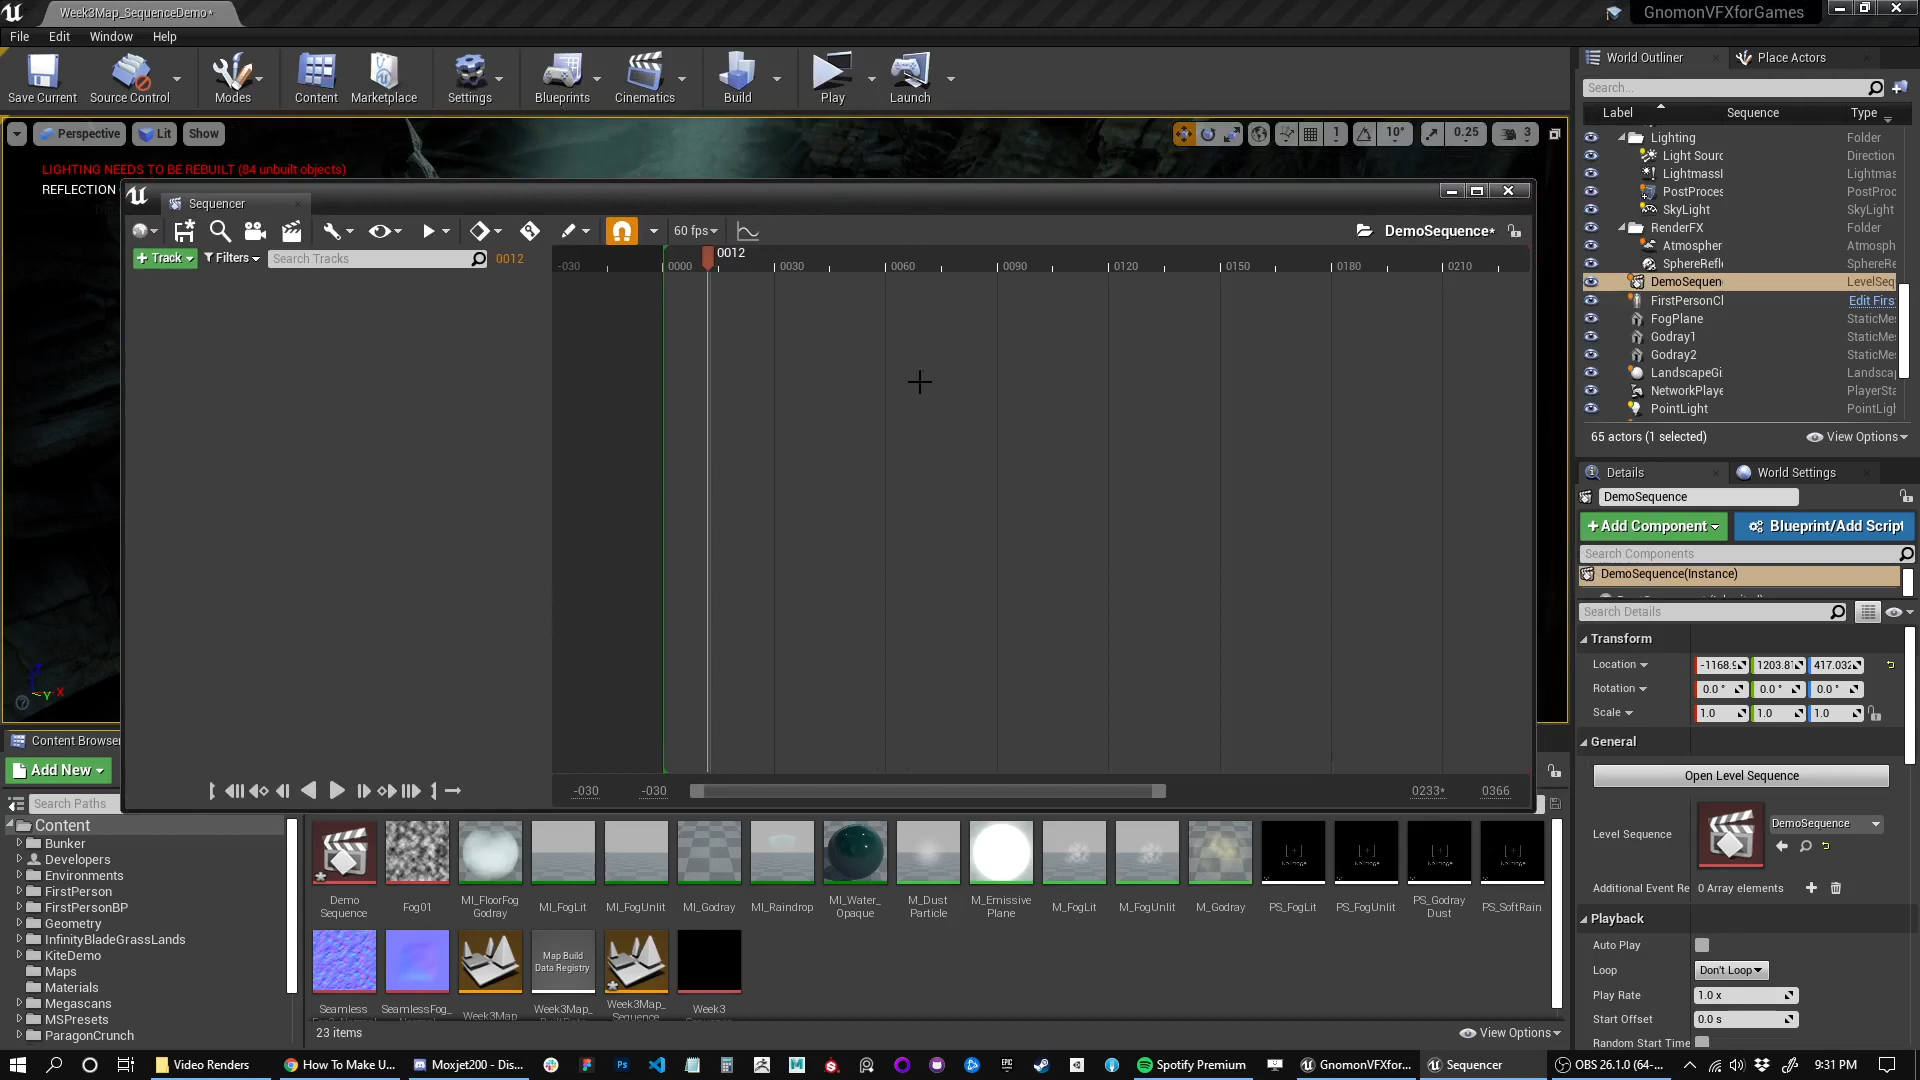 Week3Map_SequenceDemo*
GnomonVFXforGames
File Edit Window Help
Save Current Source Control Modes Content Marketplace Settings Blueprints Cinematics Build Play Launch
World Outliner Place Actors
Search...
Label Sequence Type
Perspective Lit Show
1 10° 0.25 3
LIGHTING NEEDS TO BE REBUILT (84 unbuilt objects)
REFLECTION
Lighting Folder
Light Sourc Direction
LightmassI Lightmas
PostProces PostProc
SkyLight SkyLight
RenderFX Folder
Atmospher Atmosph
SphereRefl SphereRe
DemoSequen LevelSeq
FirstPersonCl Edit Firs
FogPlane StaticMe
Godray1 StaticMe
Godray2 StaticMe
LandscapeGi Landsca
NetworkPlaye PlayerSta
PointLight PointLigl
65 actors (1 selected) View Options
Sequencer
60 fps
DemoSequence*
+ Track Filters Search Tracks 0012
0012
-030 0000 0030 0060 0090 0120 0150 0180 0210
-030 -030 0233* 0366
Details World Settings
DemoSequence
+Add Component Blueprint/Add Script
Search Components
DemoSequence(Instance)
Search Details
Transform
Location -1168.9 1203.81 417.032
Rotation 0.0 ° 0.0 ° 0.0 °
Scale 1.0 1.0 1.0
General
Open Level Sequence
Level Sequence DemoSequence
Additional Event Re 0 Array elements
Playback
Auto Play
Loop Don't Loop
Play Rate 1.0 x
Start Offset 0.0 s
Random Start Time
Content Browser
Add New
Search Paths
Content
Bunker
Developers
Environments
FirstPerson
FirstPersonBP
Geometry
InfinityBladeGrassLands
KiteDemo
Maps
Materials
Megascans
MSPresets
ParagonCrunch
Demo Sequence
Fog01
MI_FloorFog Godray
MI_FogLit
MI_FogUnlit
MI_Godray
MI_Raindrop
MI_Water_ Opaque
M_Dust Particle
M_Emissive Plane
M_FogLit
M_FogUnlit
M_Godray
PS_FogLit
PS_FogUnlit
PS_Godray Dust
PS_SoftRain
Map Build Data Registry
Seamless
SeamlessFog_
Week3Map
Week3Map_
Week3Map_ Sequence
Week3
23 items View Options
Video Renders
How To Make U...
Moxjet200 - Dis...
Spotify Premium
GnomonVFXfor...
Sequencer
OBS 26.1.0 (64-...
9:31 PM